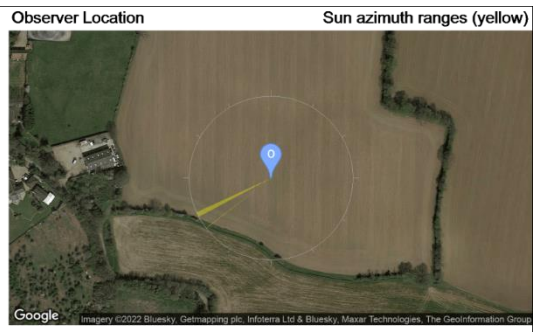 Observer Location
Sun azimuth ranges (yellow)
O
Google
Imagery ©2022 Bluesky, Getmapping plc, Infoterra Ltd & Bluesky, Maxar Technologies, The GeoInformation Group